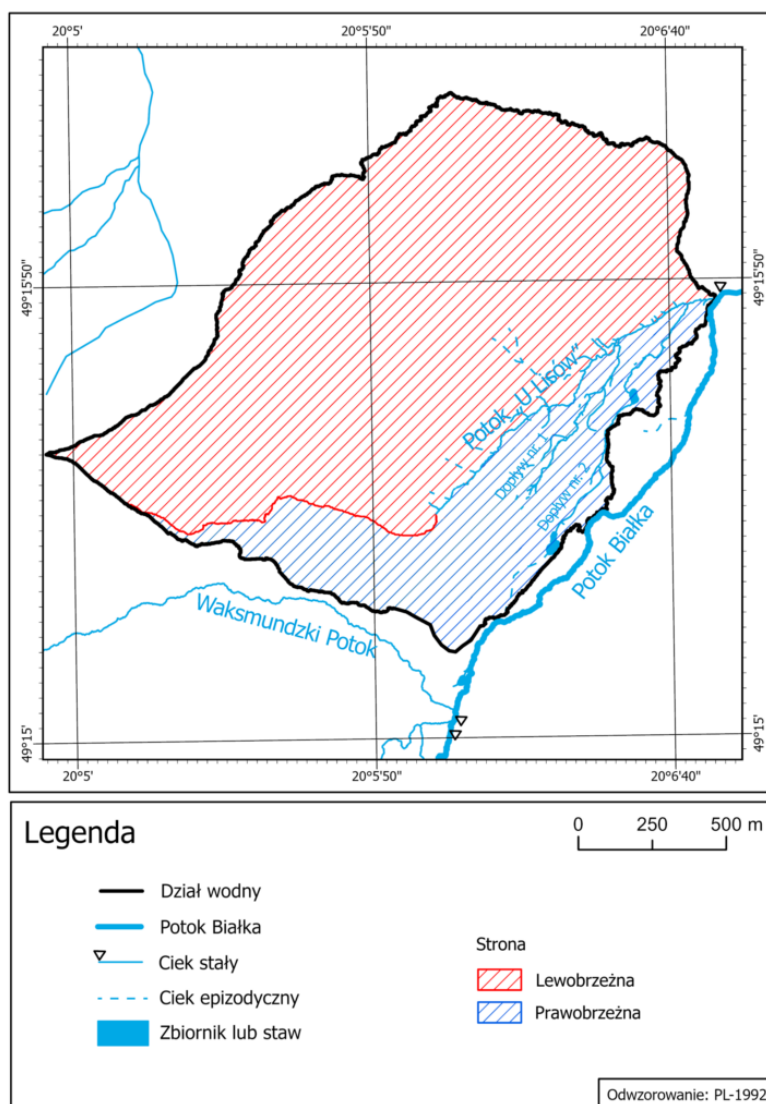 20°5' 20°5'50" 20°6'40"
49°15'50" 49°15'50"
Potok „U Lisów”
Dopływ nr. 1
Dopływ nr. 2
Potok Białka
Waksmundzki Potok
49°15' 49°15'
20°5' 20°5'50" 20°6'40"
Legenda
0 250 500 m
Dział wodny
Potok Białka
Ciek stały
Ciek epizodyczny
Zbiornik lub staw
Strona
Lewobrzeżna
Prawobrzeżna
Odwzorowanie: PL-1992